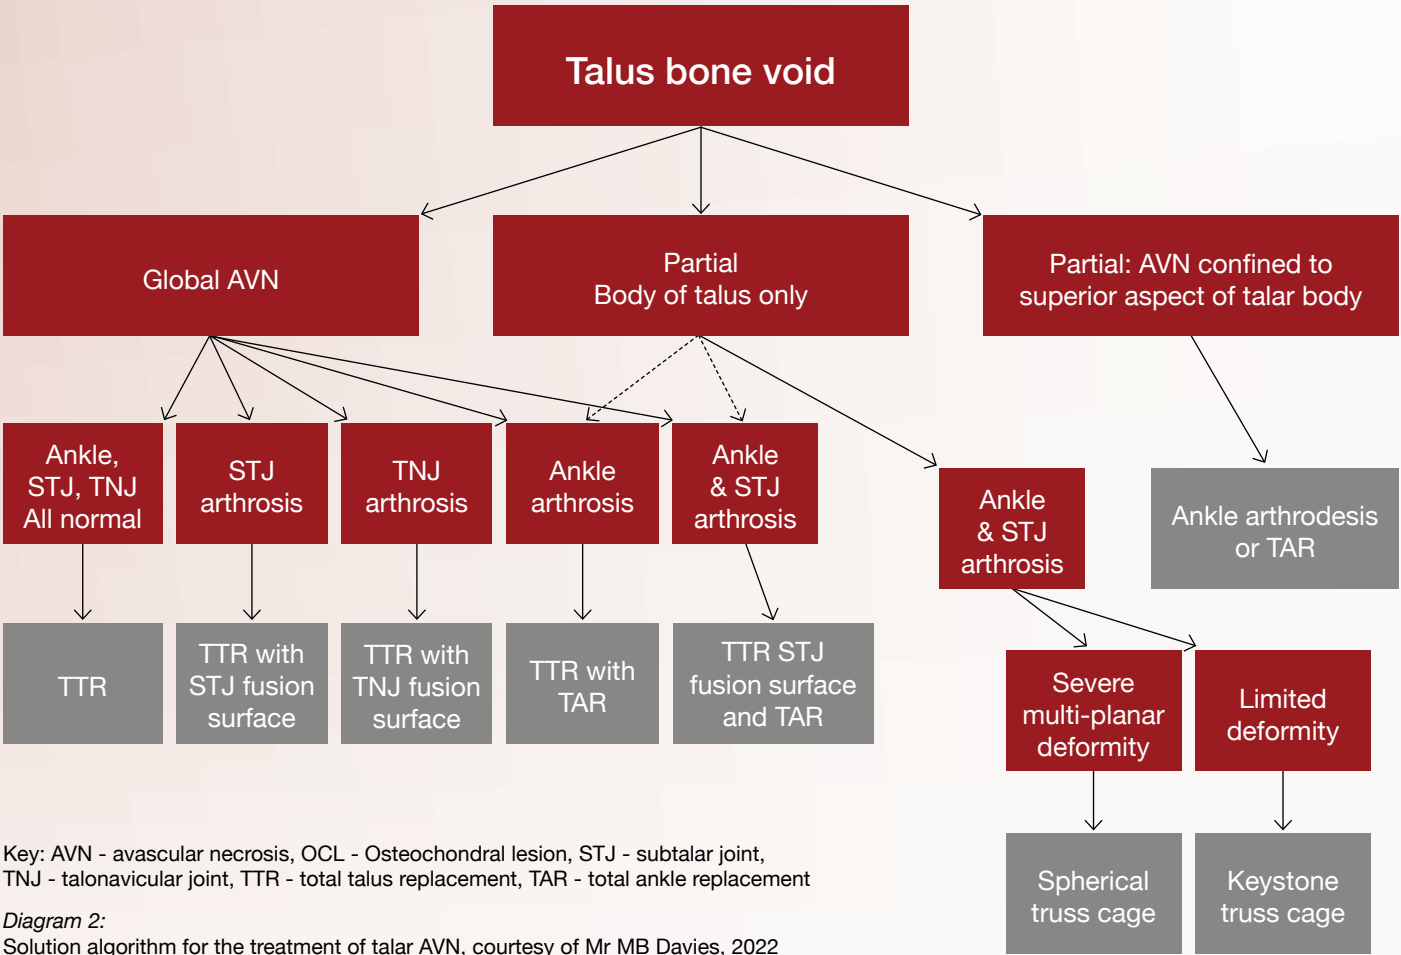 Talus bone void
Global AVN
Partial
Body of talus only
Partial: AVN confined to
superior aspect of talar body
Ankle,
STJ, TNJ
All normal
STJ
arthrosis
TNJ
arthrosis
Ankle
arthrosis
Ankle
& STJ
arthrosis
Ankle
& STJ
arthrosis
Ankle arthrodesis
or TAR
TTR
TTR with
STJ fusion
surface
TTR with
TNJ fusion
surface
TTR with
TAR
TTR STJ
fusion surface
and TAR
Severe
multi-planar
deformity
Limited
deformity
Spherical
truss cage
Keystone
truss cage
Key: AVN - avascular necrosis, OCL - Osteochondral lesion, STJ - subtalar joint,
TNJ - talonavicular joint, TTR - total talus replacement, TAR - total ankle replacement
Diagram 2:
Solution algorithm for the treatment of talar AVN, courtesy of Mr MB Davies, 2022